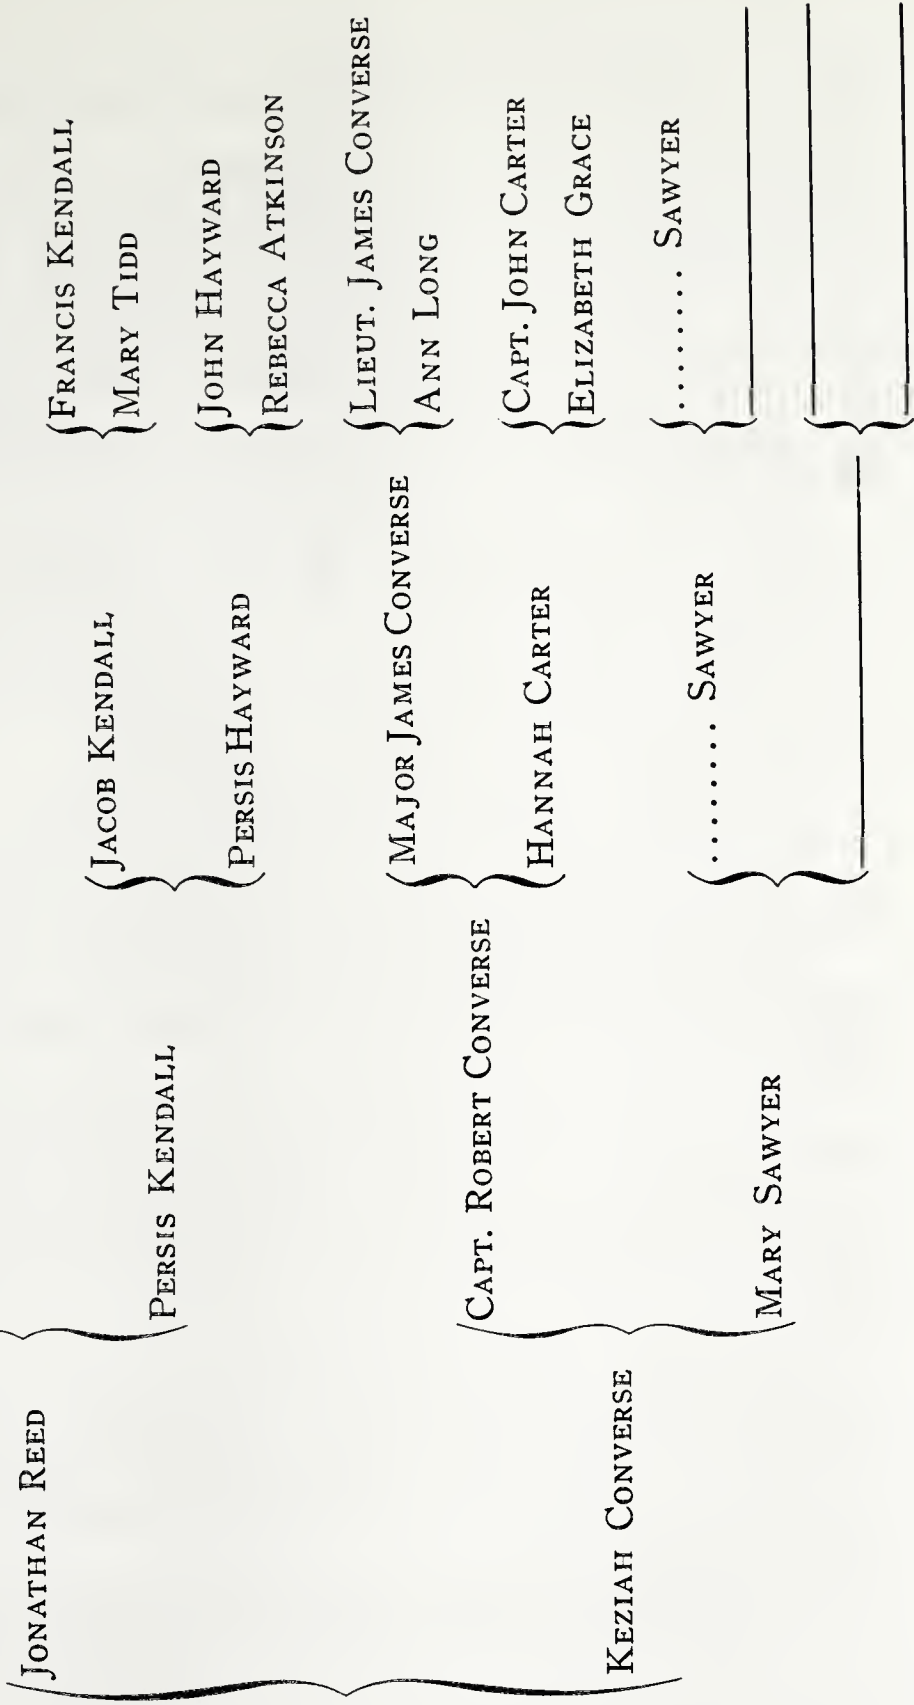 Jonathan Reed
Keziah Converse
Persis Kendall
Capt. Robert Converse
Mary Sawyer
Jacob Kendall
Persis Hayward
Major James Converse
Hannah Carter
........ Sawyer
Francis Kendall
Mary Tidd
John Hayward
Rebecca Atkinson
Lieut. James Converse
Ann Long
Capt. John Carter
Elizabeth Grace
........ Sawyer